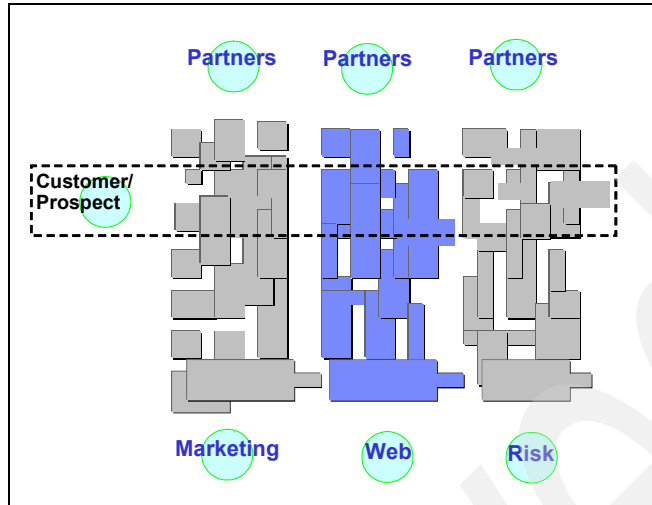 Partners
Partners
Partners
Customer/
Prospect
Marketing
Web
Risk